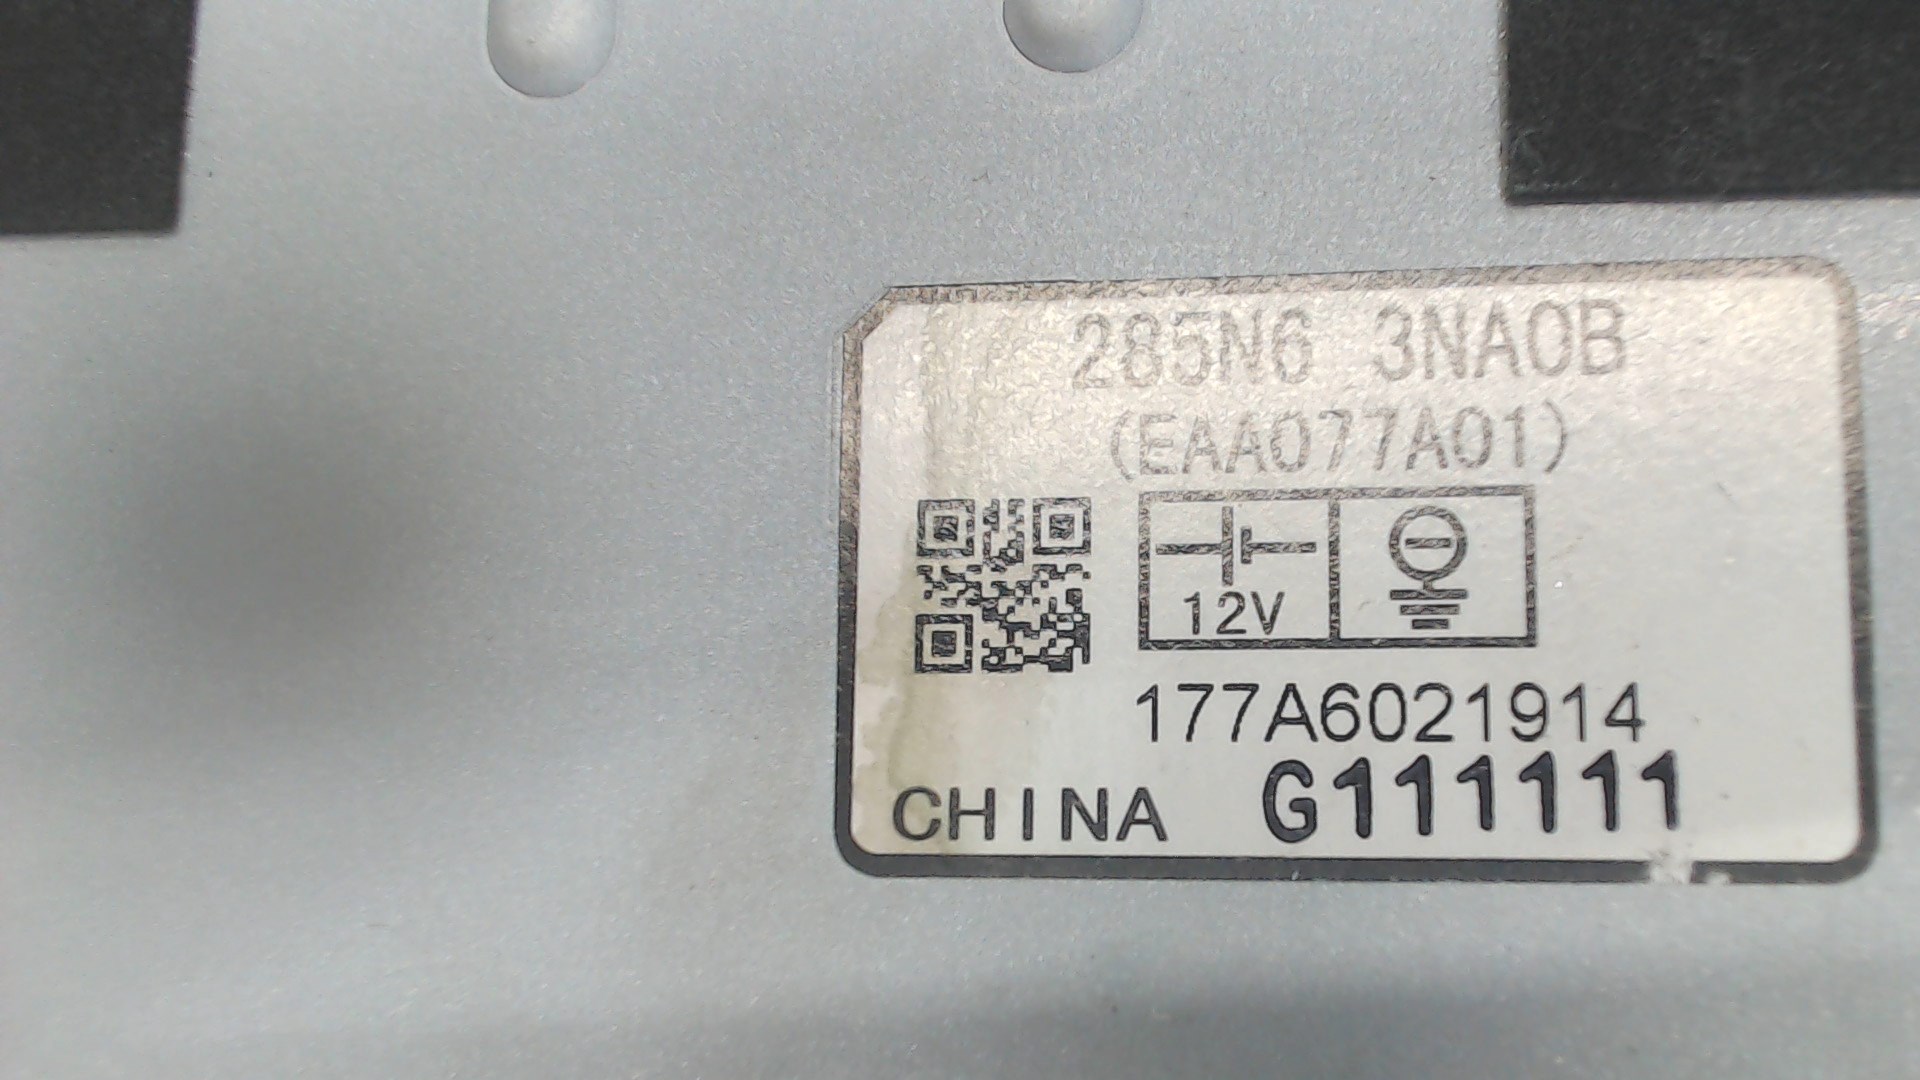 285N6 3NA0B
(EAA077A01)
12V
177A6021914
CHINA G111111